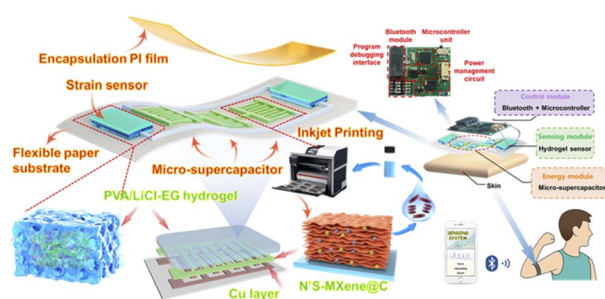 Encapsulation PI film
Strain sensor
Flexible paper
substrate
Micro-supercapacitor
Inkjet Printing
PVA/LiCl-EG hydrogel
Cu layer
N'S-MXene@C
Program
debugging
interface
Bluetooth
module
Microcontroller
unit
Power
management
circuit
Control module
Bluetooth + Microcontroller
Sensing module
Hydrogel sensor
Energy module
Micro-supercapacitor
Skin
SENSING
SYSTEM